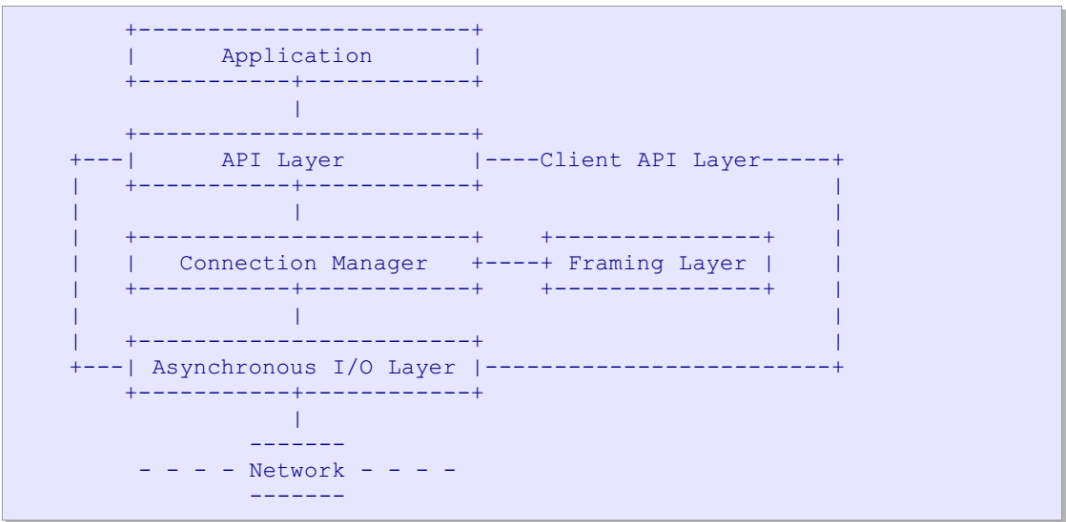 +------------------------+
|      Application       |
+-----------+------------+
|
+------------------------+
+---|      API Layer         |----Client API Layer-----+
|   +-----------+------------+                         |
|               |                                      |
|   +------------------------+    +---------------+    |
|   |   Connection Manager   +----+ Framing Layer |    |
|   +-----------+------------+    +---------------+    |
|               |                                      |
|   +------------------------+                         |
+---| Asynchronous I/O Layer |-------------------------+
+-----------+------------+
|
-------
- - - - Network - - - -
-------